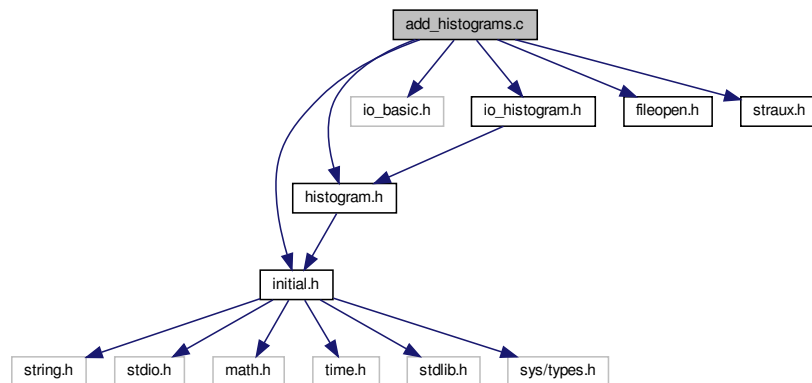 add_histograms.c
io_basic.h
io_histogram.h
fileopen.h
straux.h
histogram.h
initial.h
string.h
stdio.h
math.h
time.h
stdlib.h
sys/types.h